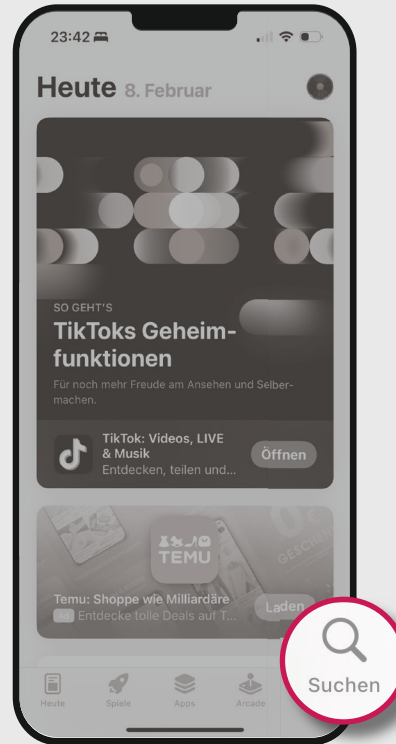 23:42
Heute 8. Februar
SO GEHT'S
TikToks Geheim-
funktionen
Für noch mehr Freude am Ansehen und Selber-
machen.
TikTok: Videos, LIVE
& Musik
Entdecken, teilen und...
Öffnen
TEMU
GESCHEN
Temu: Shoppe wie Milliardäre
Ad Entdecke tolle Deals auf T...
Laden
Heute
Spiele
Apps
Arcade
Suchen